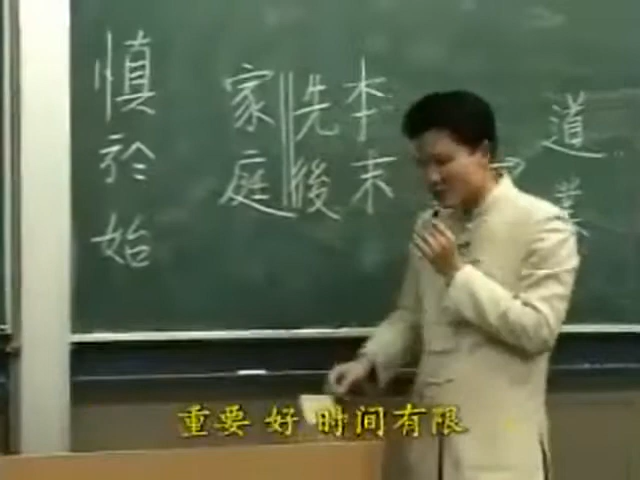 慎於始
家庭
先後
本末
道業
重要 好 时间有限